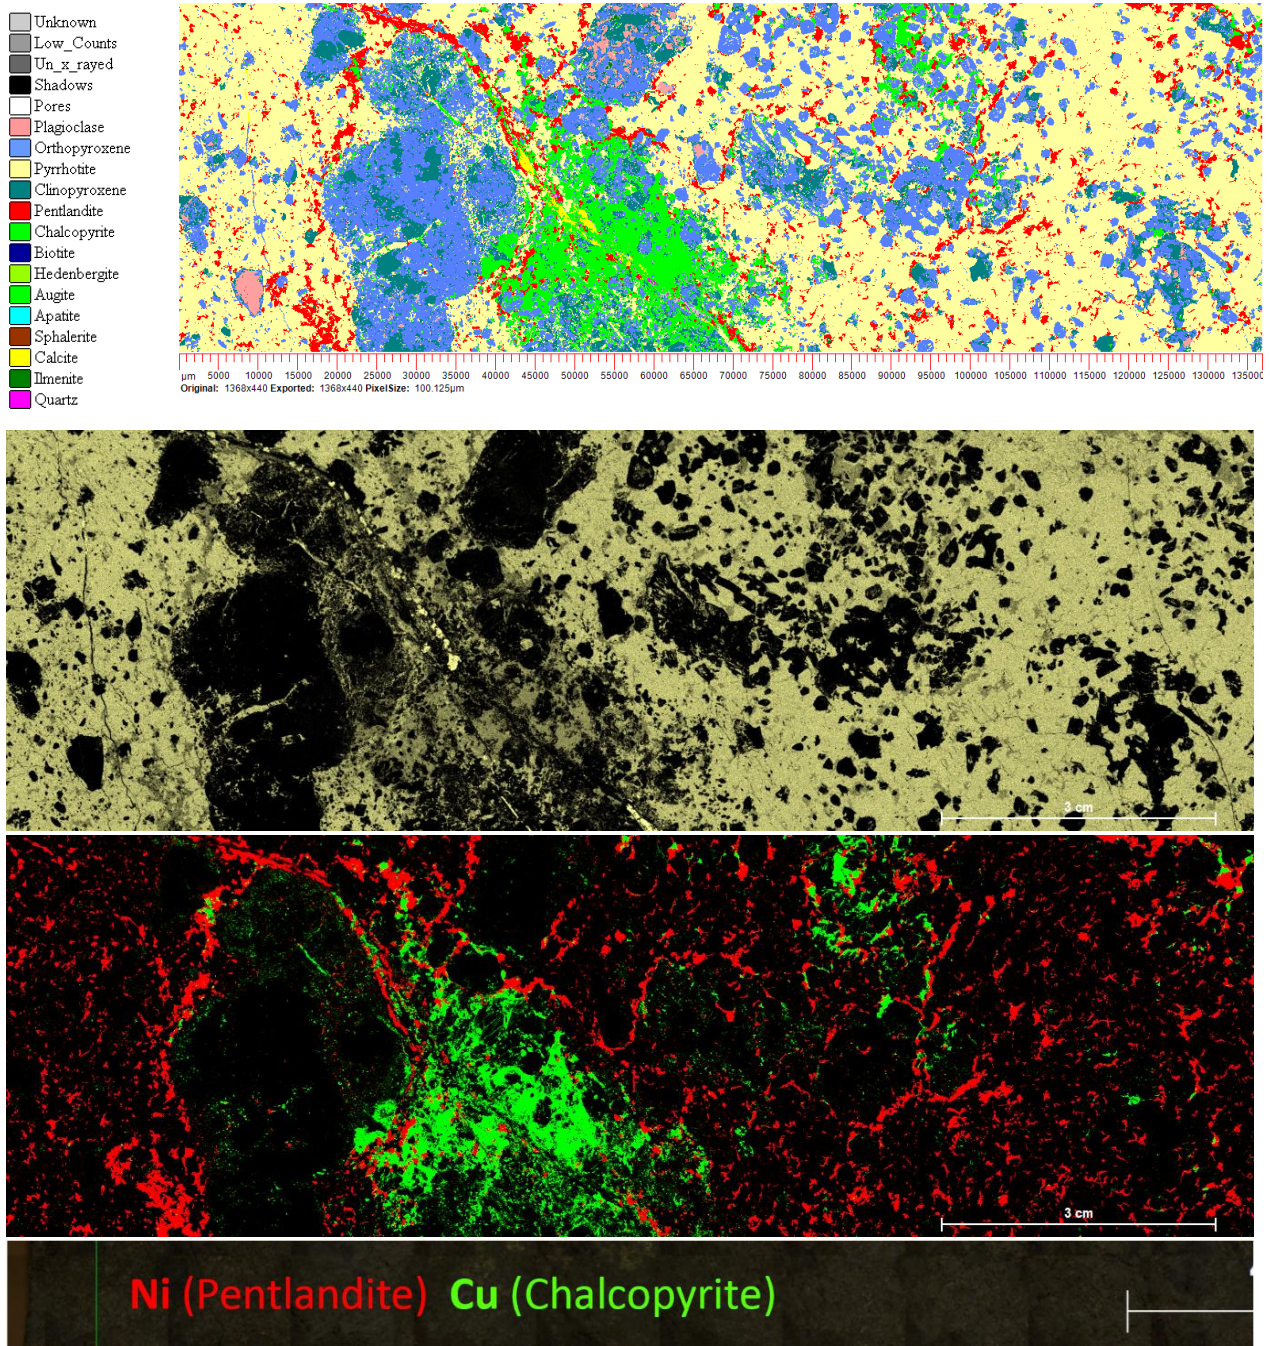 Unknown
Low_Counts
Un_x_rayed
Shadows
Pores
Plagioclase
Orthopyroxene
Pyrrhotite
Clinopyroxene
Pentlandite
Chalcopyrite
Biotite
Hedenbergite
Augite
Apatite
Sphalerite
Calcite
Ilmenite
Quartz
µm 5000 10000 15000 20000 25000 30000 35000 40000 45000 50000 55000 60000 65000 70000 75000 80000 85000 90000 95000 100000 105000 110000 115000 120000 125000 130000 135000
Original: 1368x440 Exported: 1368x440 PixelSize: 100.125µm
3 cm
3 cm
Ni (Pentlandite) Cu (Chalcopyrite)